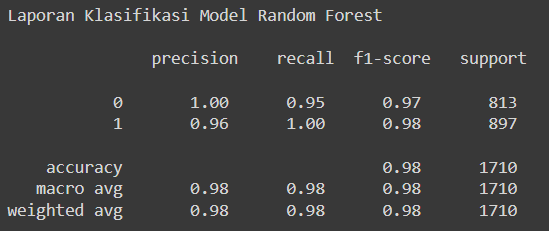 Laporan Klasifikasi Model Random Forest
precision recall f1-score support
0 1.00 0.95 0.97 813
1 0.96 1.00 0.98 897
accuracy 0.98 1710
macro avg 0.98 0.98 0.98 1710
weighted avg 0.98 0.98 0.98 1710